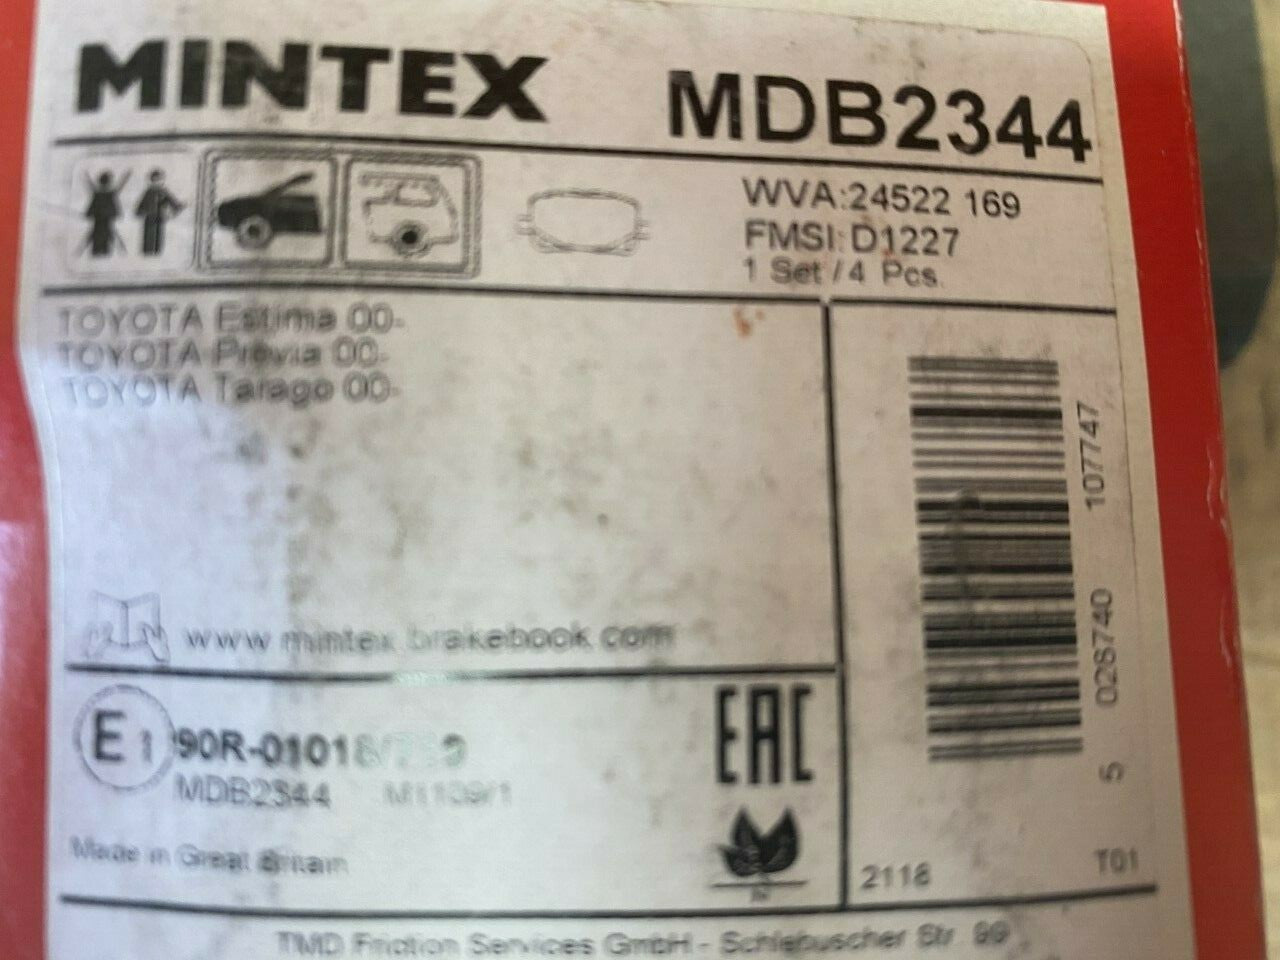 MINTEX MDB2344
WVA:24522 169
FMSI:D1227
1 Set / 4 Pcs.
TOYOTA Estima 00-
TOYOTA Previa 00-
TOYOTA Tarago 00-
107747
028740
5
www.mintex.brakebook.com
E1
MDB2344
EAC
Made in Great Britain
2118
T01
TMD Friction Services GmbH - Schlebuscher Str. 99